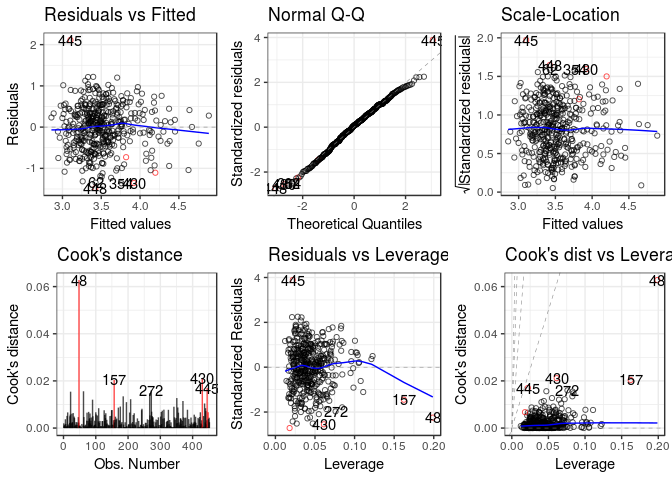 Residuals vs Fitted
445
2
1
0
-1
Residuals
62 354 430
448
3.0 3.5 4.0 4.5
Fitted values
Normal Q-Q
445
4
2
0
-2
Standardized residuals
-2 0 2
Theoretical Quantiles
Scale-Location
445
448
430
2.0
1.5
1.0
0.5
0.0
√|Standardized residuals|
3.0 3.5 4.0 4.5
Fitted values
Cook's distance
48
157
272
430
445
0.06
0.04
0.02
0.00
Cook's distance
0 100 200 300 400
Obs. Number
Residuals vs Leverage
445
4
2
0
-2
Standardized Residuals
157
272
430
48
0.00 0.05 0.10 0.15 0.20
Leverage
Cook's dist vs Levera
48
430
157
445
272
0.06
0.04
0.02
0.00
Cook's distance
0.00 0.05 0.10 0.15 0.20
Leverage